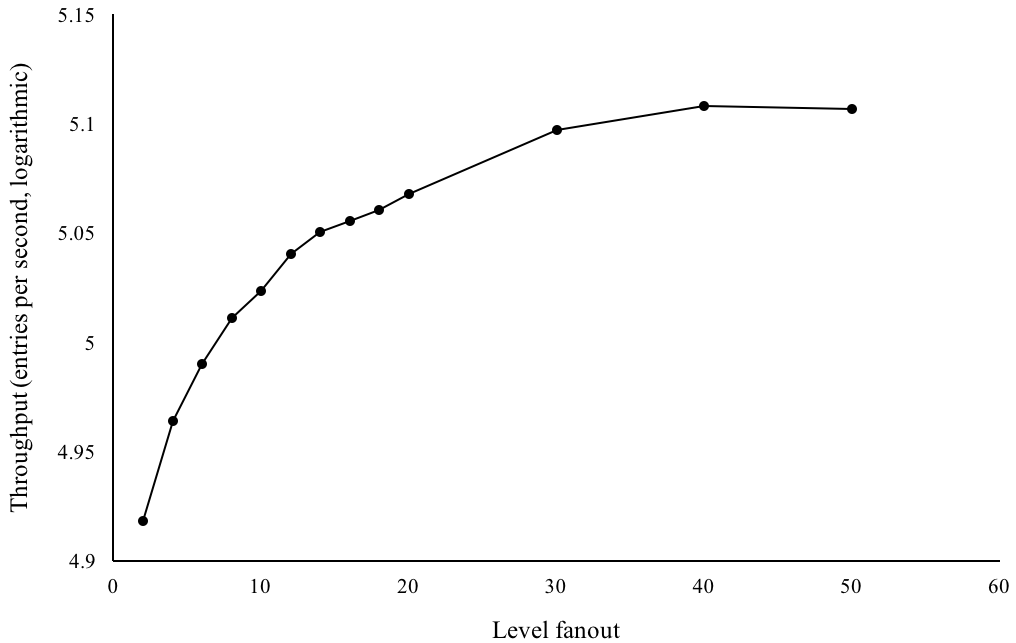 5.15
5.1
5.05
5
4.95
4.9
Throughput (entries per second, logarithmic)
0 10 20 30 40 50 60
Level fanout